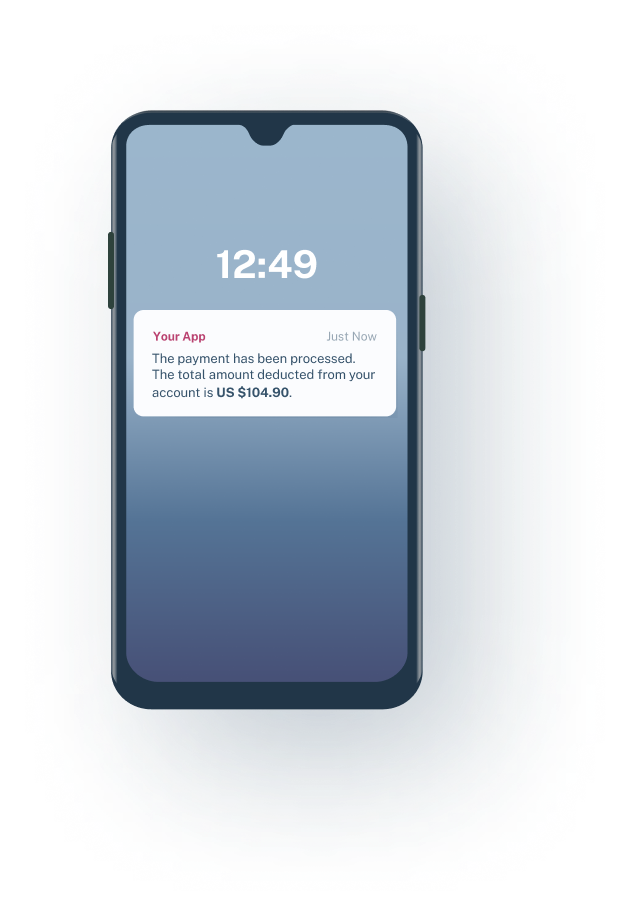 12:49
Your App Just Now
The payment has been processed.
The total amount deducted from your
account is US $104.90.